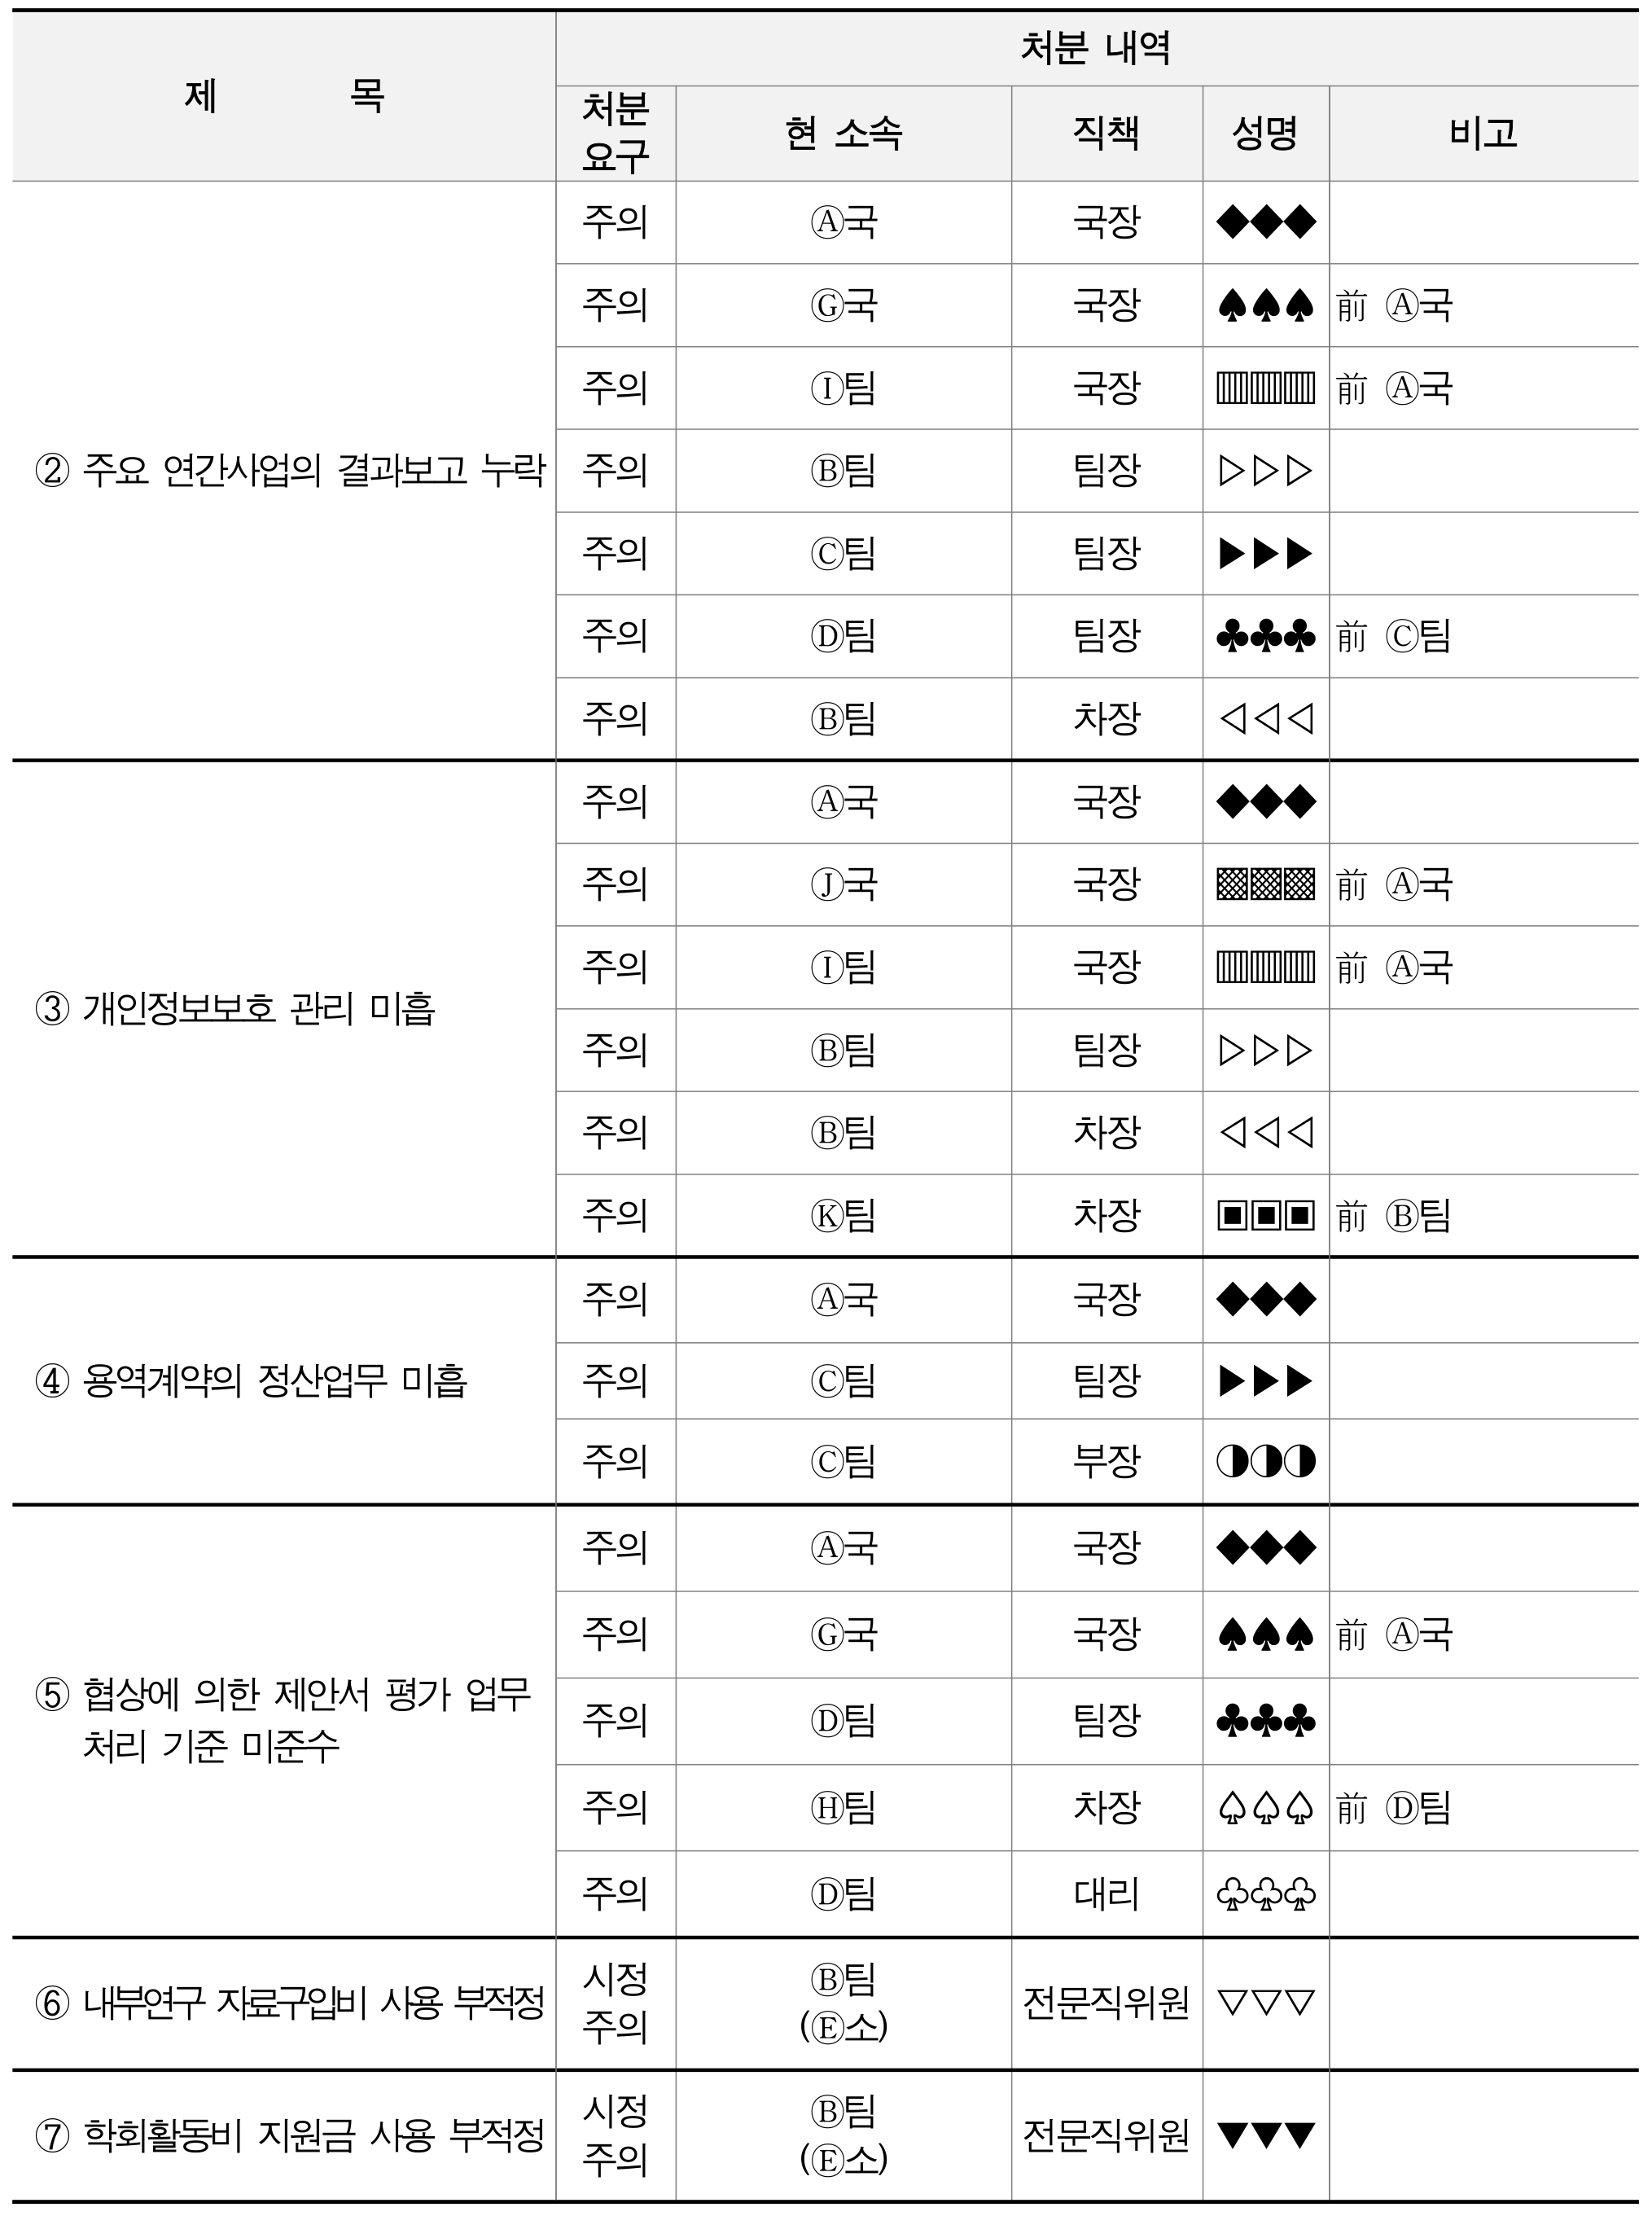 제 목
처분 내역
처분
요구
현 소속
직책
성명
비고
② 주요 연간사업의 결과보고 누락
주의 Ⓐ국 국장 ◆◆◆
주의 Ⓖ국 국장 ♠♠♠ 前 Ⓐ국
주의 Ⓘ팀 국장 ▥▥▥ 前 Ⓐ국
주의 Ⓑ팀 팀장 ▷▷▷
주의 Ⓒ팀 팀장 ▶▶▶
주의 Ⓓ팀 팀장 ♣♣♣ 前 Ⓒ팀
주의 Ⓑ팀 차장 ◁◁◁
③ 개인정보보호 관리 미흡
주의 Ⓐ국 국장 ◆◆◆
주의 Ⓙ국 국장 ▩▩▩ 前 Ⓐ국
주의 Ⓘ팀 국장 ▥▥▥ 前 Ⓐ국
주의 Ⓑ팀 팀장 ▷▷▷
주의 Ⓑ팀 차장 ◁◁◁
주의 Ⓚ팀 차장 ▣▣▣ 前 Ⓑ팀
④ 용역계약의 정산업무 미흡
주의 Ⓐ국 국장 ◆◆◆
주의 Ⓒ팀 팀장 ▶▶▶
주의 Ⓒ팀 부장 ◑◑◑
⑤ 협상에 의한 제안서 평가 업무
처리 기준 미준수
주의 Ⓐ국 국장 ◆◆◆
주의 Ⓖ국 국장 ♠♠♠ 前 Ⓐ국
주의 Ⓓ팀 팀장 ♣♣♣
주의 Ⓗ팀 차장 ♤♤♤ 前 Ⓓ팀
주의 Ⓓ팀 대리 ♧♧♧
⑥ 내부연구 자료구입비 사용 부적정
시정
주의
Ⓑ팀
(Ⓔ소)
전문직위원 ▽▽▽
⑦ 학회활동비 지원금 사용 부적정
시정
주의
Ⓑ팀
(Ⓔ소)
전문직위원 ▼▼▼